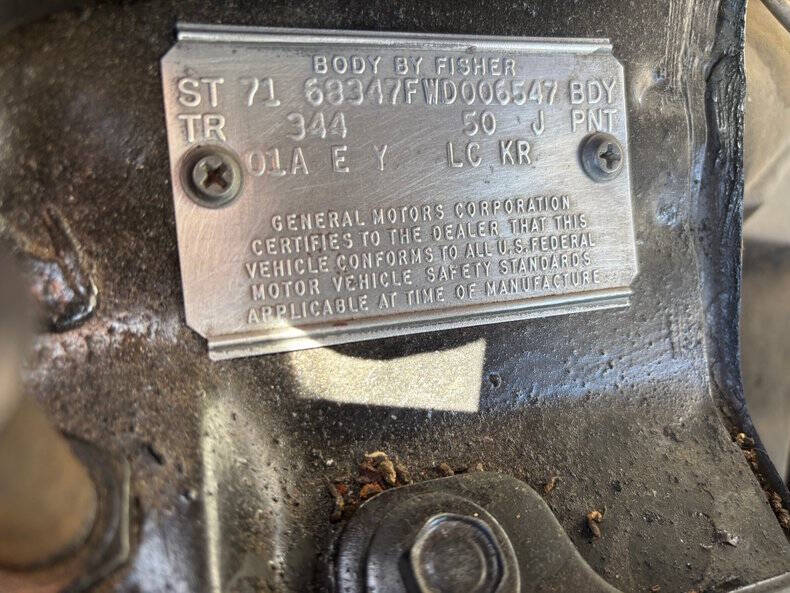 BODY BY FISHER
ST 71 68347FWD006547 BDY
TR 344 50 J PNT
01A E Y LC KR
GENERAL MOTORS CORPORATION
CERTIFIES TO THE DEALER THAT THIS
VEHICLE CONFORMS TO ALL U.S. FEDERAL
MOTOR VEHICLE SAFETY STANDARDS
APPLICABLE AT TIME OF MANUFACTURE